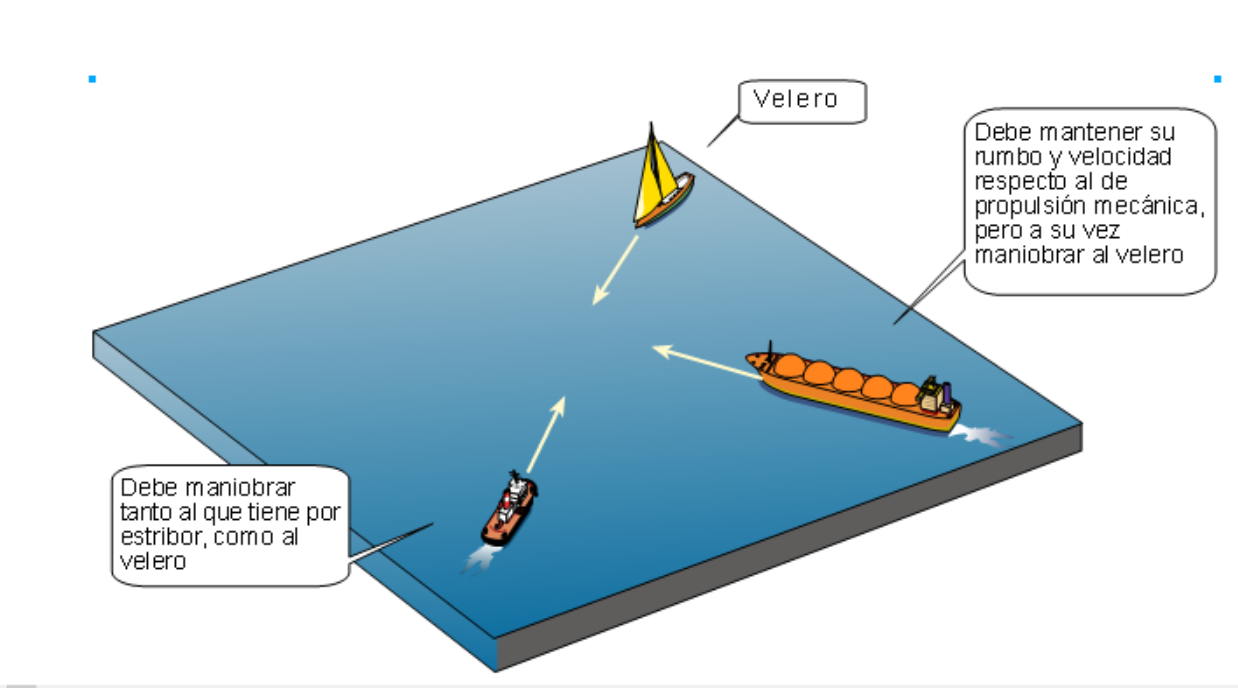 Velero
Debe mantener su
rumbo y velocidad
respecto al de
propulsión mecánica,
pero a su vez
maniobrar al velero
Debe maniobrar
tanto al que tiene por
estribor, como al
velero